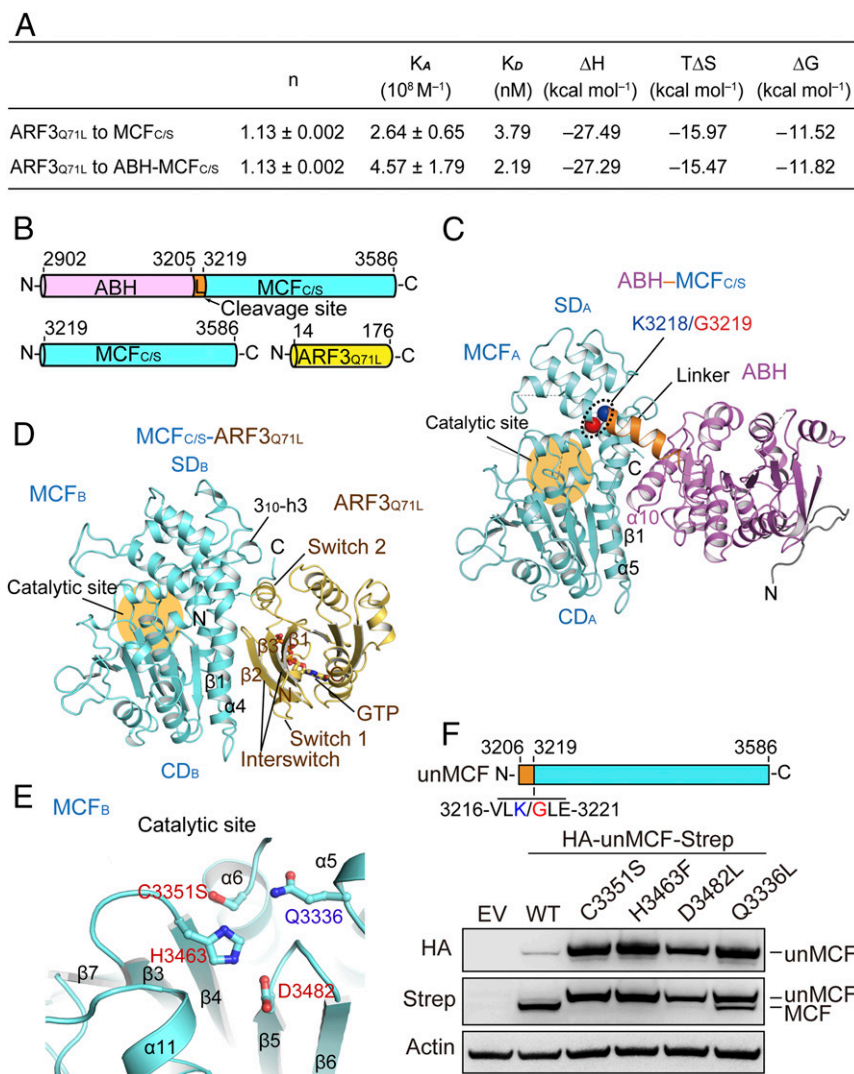 A
n K_A (10⁸ M⁻¹) K_D (nM) ΔH (kcal mol⁻¹) TΔS (kcal mol⁻¹) ΔG (kcal mol⁻¹)
ARF3Q71L to MCFC/S 1.13 ± 0.002 2.64 ± 0.65 3.79 –27.49 –15.97 –11.52
ARF3Q71L to ABH-MCFC/S 1.13 ± 0.002 4.57 ± 1.79 2.19 –27.29 –15.47 –11.82
B
2902 3205 3219 3586
N- ABH L MCFC/S -C
Cleavage site
3219 3586
N- MCFC/S -C
14 176
N- ARF3Q71L -C
C
ABH–MCFC/S
SDA
K3218/G3219
MCFA
Linker
ABH
Catalytic site
C
α10
β1
α5
N
CDA
D
MCFC/S-ARF3Q71L
SDB
MCFB
3₁₀-h3
ARF3Q71L
C
Switch 2
Catalytic site
N
β3
β1
β2
C
N
β1
α4
GTP
Switch 1
Interswitch
CDB
E
MCFB
Catalytic site
α6
α5
C3351S
Q3336
H3463
D3482
β7
β3
β4
α11
β5
β6
F
3206 3219 3586
unMCF N- -C
3216-VLK/GLE-3221
HA-unMCF-Strep
EV WT C3351S H3463F D3482L Q3336L
HA unMCF
Strep unMCF
MCF
Actin